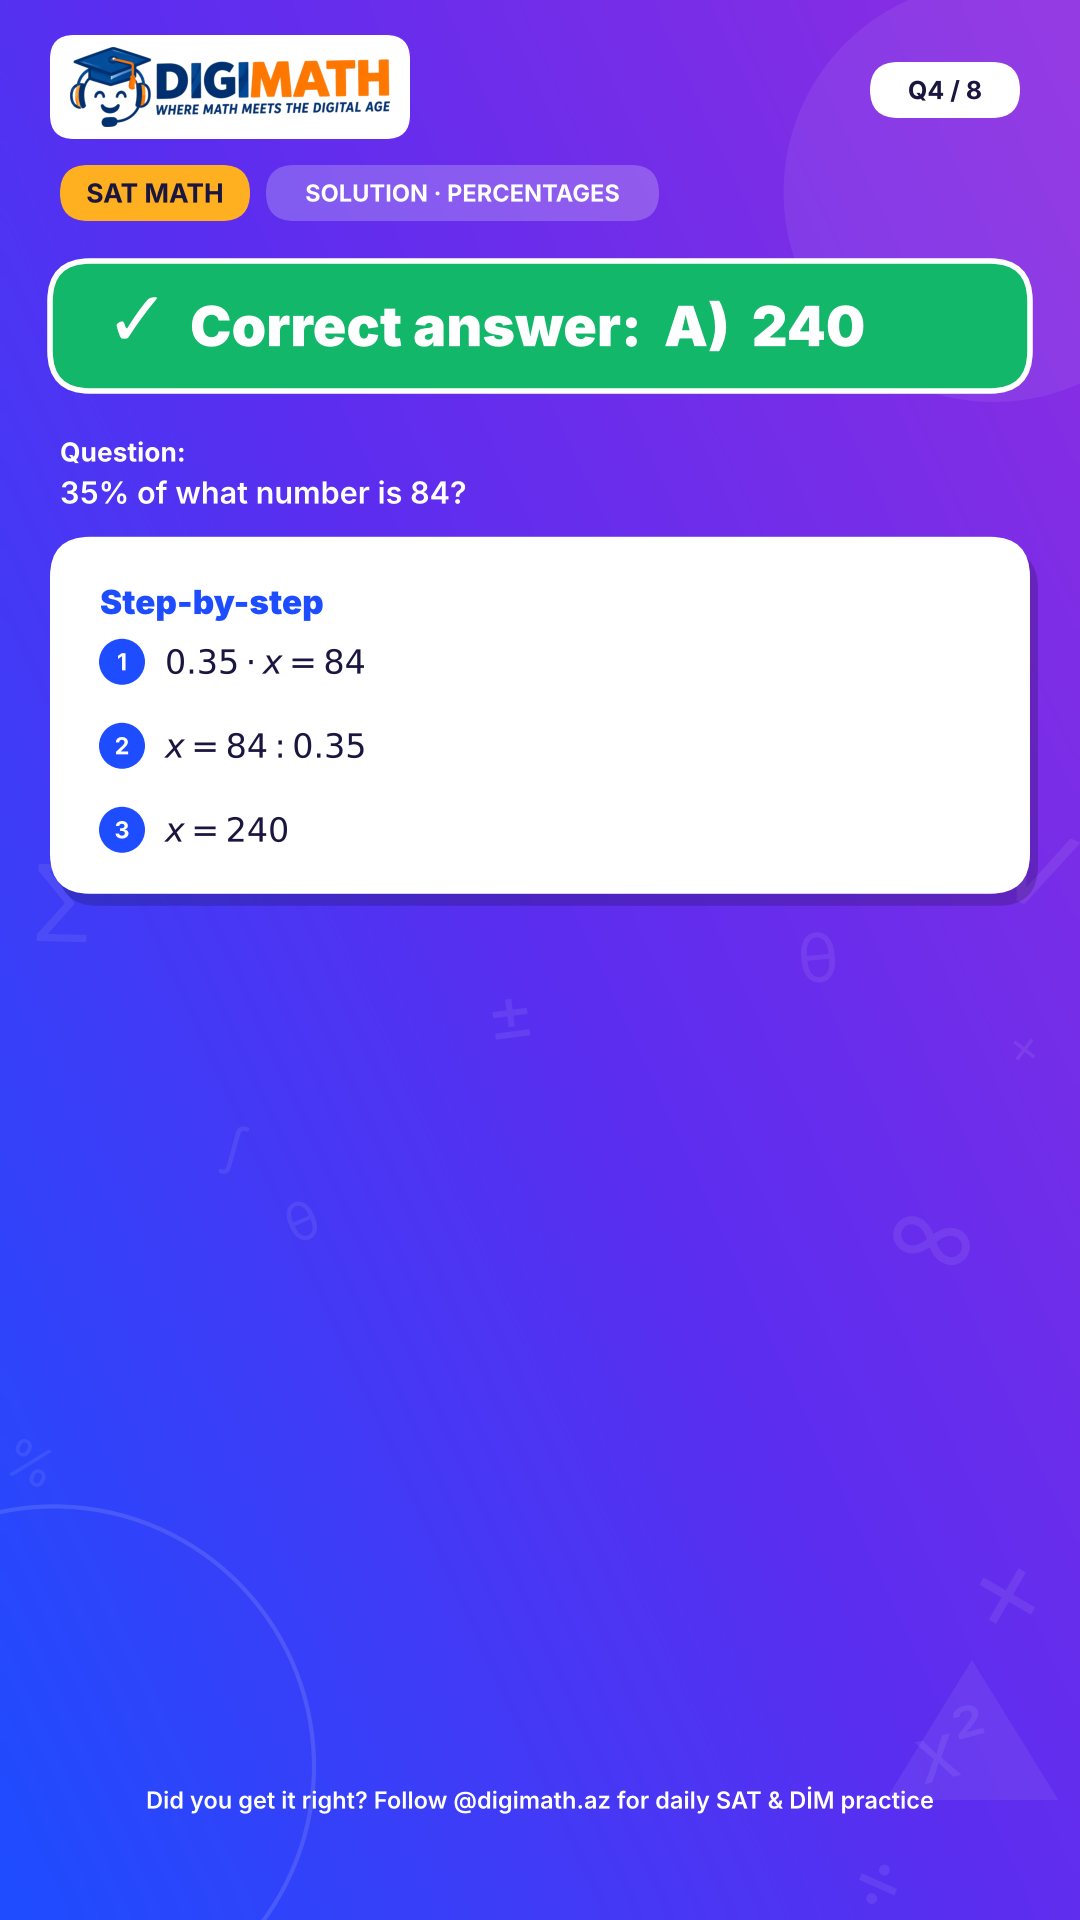 DIGIMATH
WHERE MATH MEETS THE DIGITAL AGE
Q4 / 8
SAT MATH
SOLUTION · PERCENTAGES
✓ Correct answer: A) 240
Question:
35% of what number is 84?
Step-by-step
1 0.35 · x = 84
2 x = 84 : 0.35
3 x = 240
Σ
θ
±
×
∫
θ
∞
%
×
x²
Did you get it right? Follow @digimath.az for daily SAT & DİM practice
÷